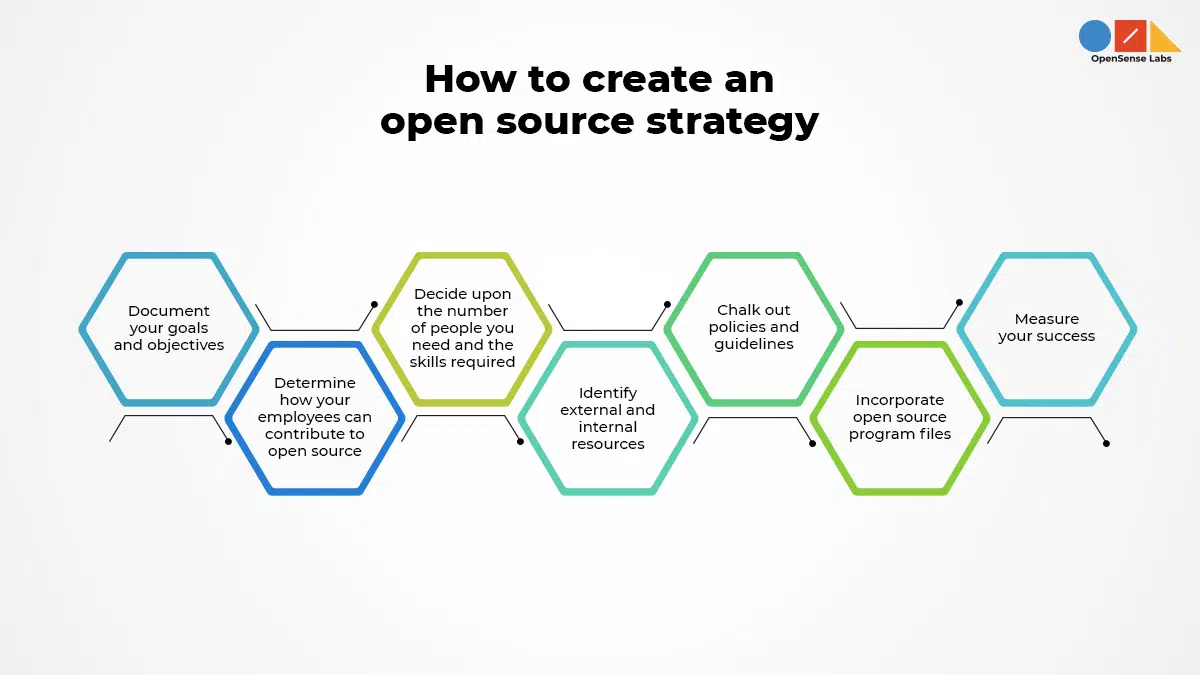 OpenSense Labs
How to create an
open source strategy
Document
your goals
and objectives
Determine
how your
employees can
contribute to
open source
Decide upon
the number
of people you
need and the
skills required
Identify
external and
internal
resources
Chalk out
policies and
guidelines
Incorporate
open source
program files
Measure
your success